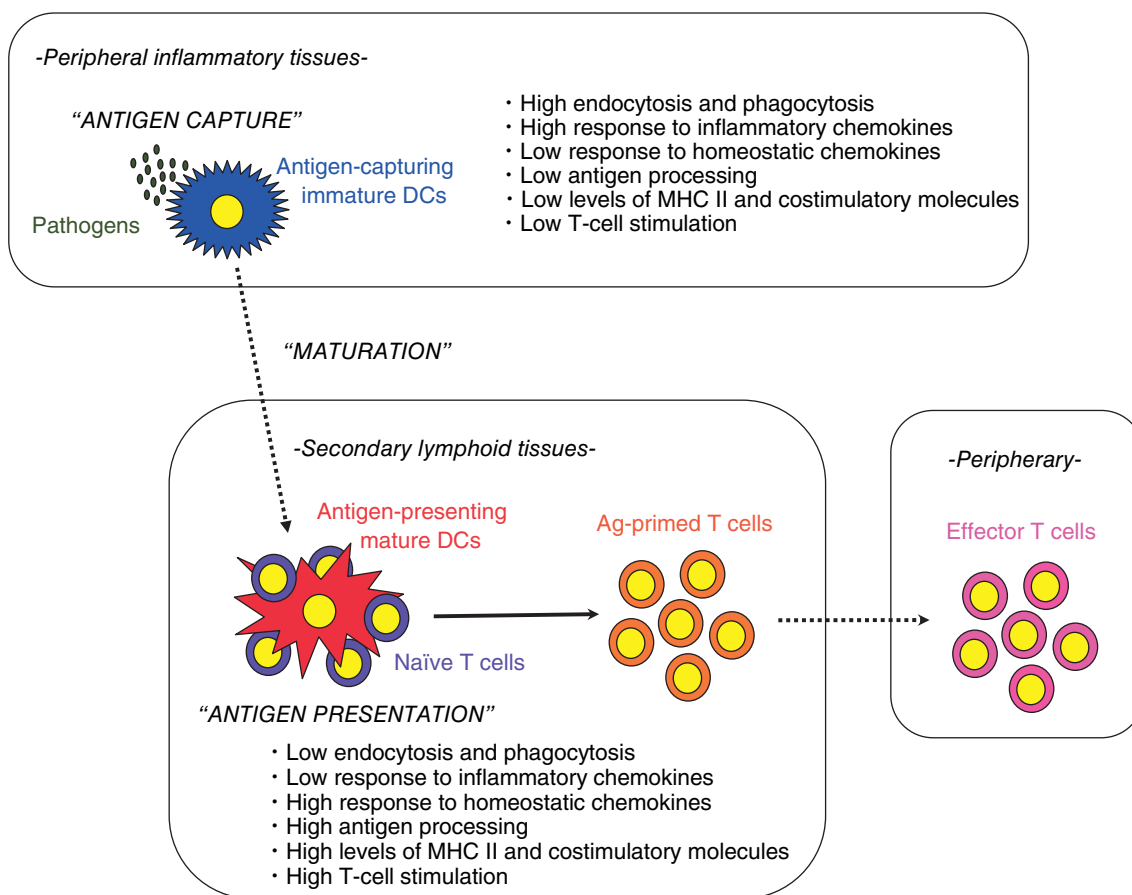 -Peripheral inflammatory tissues-
“ANTIGEN CAPTURE”
Antigen-capturing
immature DCs
Pathogens
・High endocytosis and phagocytosis
・High response to inflammatory chemokines
・Low response to homeostatic chemokines
・Low antigen processing
・Low levels of MHC II and costimulatory molecules
・Low T-cell stimulation
“MATURATION”
-Secondary lymphoid tissues-
Antigen-presenting
mature DCs
Naïve T cells
Ag-primed T cells
“ANTIGEN PRESENTATION”
・Low endocytosis and phagocytosis
・Low response to inflammatory chemokines
・High response to homeostatic chemokines
・High antigen processing
・High levels of MHC II and costimulatory molecules
・High T-cell stimulation
-Peripherary-
Effector T cells